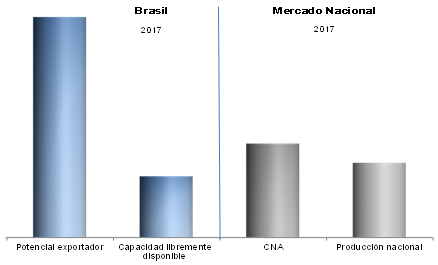 Brasil
2017
Mercado Nacional
2017
Potencial exportador
Capacidad libremente
disponible
CNA
Producción nacional